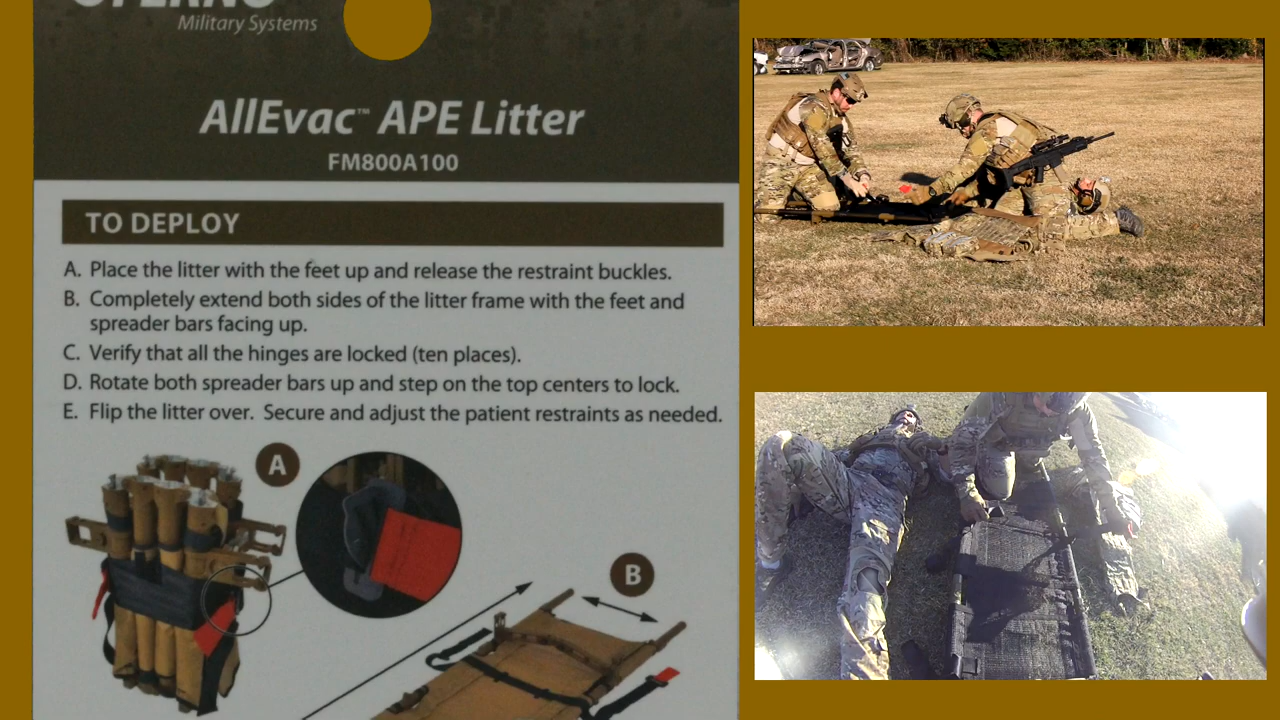 Military Systems
AllEvac™ APE Litter
FM800A100
TO DEPLOY
A. Place the litter with the feet up and release the restraint buckles.
B. Completely extend both sides of the litter frame with the feet and
spreader bars facing up.
C. Verify that all the hinges are locked (ten places).
D. Rotate both spreader bars up and step on the top centers to lock.
E. Flip the litter over. Secure and adjust the patient restraints as needed.
A
B